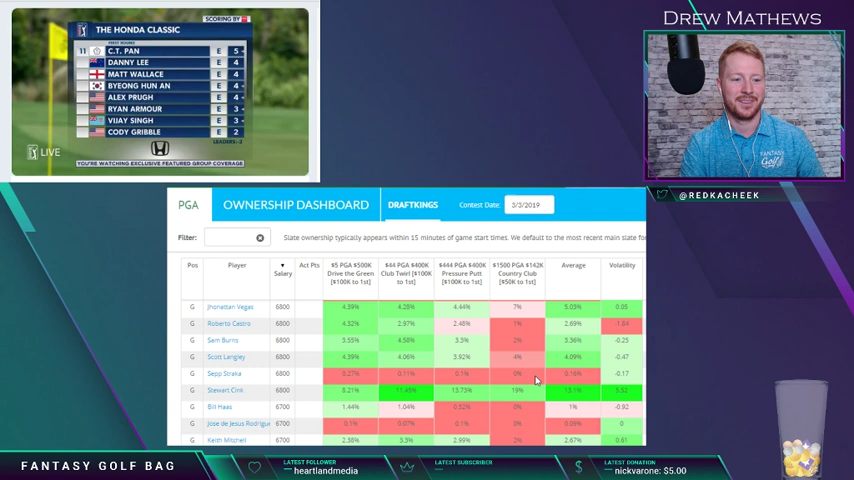 SCORING BY
THE HONDA CLASSIC
FIRST ROUND
11 C.T. PAN E 5
DANNY LEE E 4
MATT WALLACE E 4
BYEONG HUN AN E 4
ALEX PRUGH E 4
RYAN ARMOUR E 3
VIJAY SINGH E 3
CODY GRIBBLE E 2
LEADERS -2
LIVE
YOU'RE WATCHING EXCLUSIVE FEATURED GROUP COVERAGE
DREW MATHEWS
FANTASY
Golf
@REDKACHEEK
PGA OWNERSHIP DASHBOARD DRAFTKINGS Contest Date: 3/3/2019
Filter: Slate ownership typically appears within 15 minutes of game start times. We default to the most recent main slate for
Pos Player Salary Act Pts $5 PGA $500K Drive the Green [$100K to 1st] $44 PGA $400K Club Twirl [$100K to 1st] $444 PGA $400K Pressure Putt [$100K to 1st] $1500 PGA $142K Country Club [$50K to 1st] Average Volatility
G Jhonattan Vegas 6800 4.39% 4.28% 4.44% 7% 5.03% 0.05
G Roberto Castro 6800 4.32% 2.97% 2.48% 1% 2.69% -1.84
G Sam Burns 6800 3.55% 4.58% 3.3% 2% 3.36% -0.25
G Scott Langley 6800 4.39% 4.06% 3.92% 4% 4.09% -0.47
G Sepp Straka 6800 0.27% 0.11% 0.1% 0% 0.16% -0.17
G Stewart Cink 6800 8.21% 11.43% 13.73% 19% 13.1% 5.52
G Bill Haas 6700 1.44% 1.04% 0.52% 0% 1% -0.92
G Jose de Jesus Rodrigue 6700 0.1% 0.07% 0.1% 0% 0.09% 0
G Keith Mitchell 6700 2.38% 3.3% 2.99% 2% 2.67% 0.61
FANTASY GOLF BAG
LATEST FOLLOWER
heartlandmedia
LATEST SUBSCRIBER
LATEST DONATION
nickvarone: $5.00